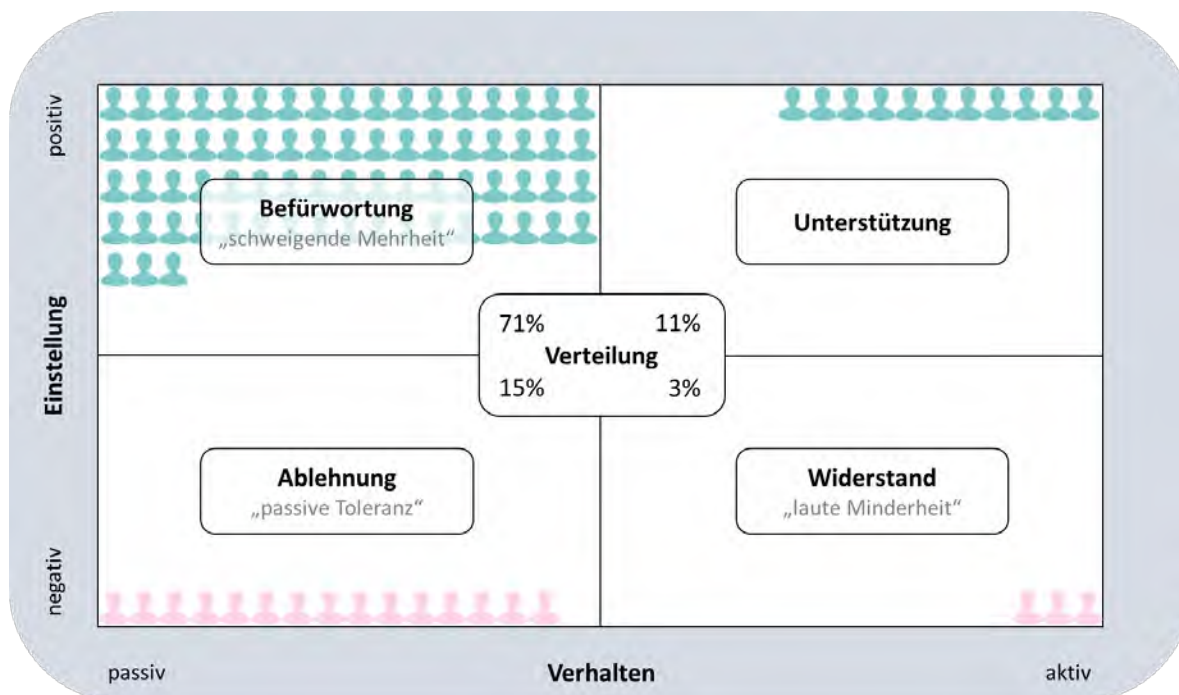 positiv
Einstellung
negativ
Befürwortung
„schweigende Mehrheit“
Unterstützung
71% 11%
Verteilung
15% 3%
Ablehnung
„passive Toleranz“
Widerstand
„laute Minderheit“
passiv Verhalten aktiv